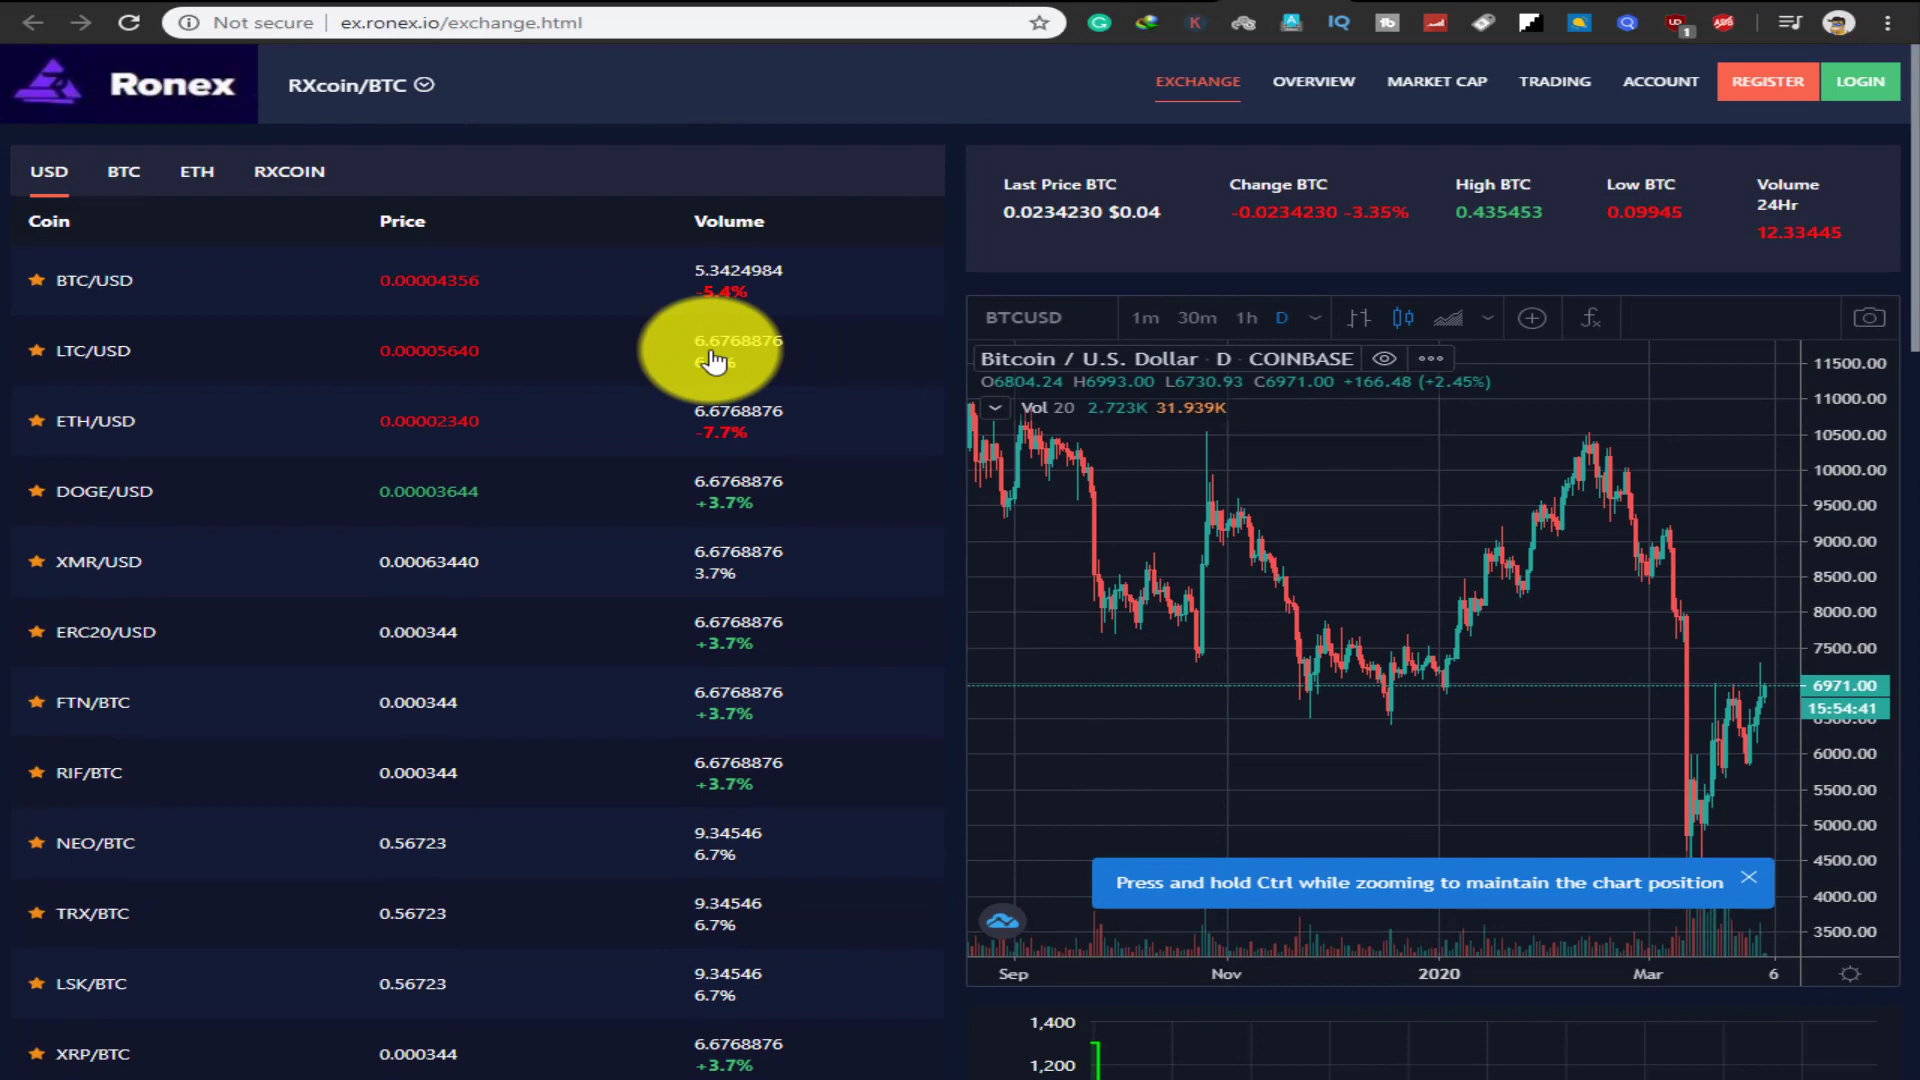 Not secure | ex.ronex.io/exchange.html
Ronex
RXcoin/BTC
EXCHANGE
OVERVIEW
MARKET CAP
TRADING
ACCOUNT
REGISTER
LOGIN
USD BTC ETH RXCOIN
Coin Price Volume
BTC/USD 0.00004356 5.3424984
-5.4%
LTC/USD 0.00005640 6.6768876
ETH/USD 0.00002340 6.6768876
-7.7%
DOGE/USD 0.00003644 6.6768876
+3.7%
XMR/USD 0.00063440 6.6768876
3.7%
ERC20/USD 0.000344 6.6768876
+3.7%
FTN/BTC 0.000344 6.6768876
+3.7%
RIF/BTC 0.000344 6.6768876
+3.7%
NEO/BTC 0.56723 9.34546
6.7%
TRX/BTC 0.56723 9.34546
6.7%
LSK/BTC 0.56723 9.34546
6.7%
XRP/BTC 0.000344 6.6768876
+3.7%
Last Price BTC
0.0234230 $0.04
Change BTC
-0.0234230 -3.35%
High BTC
0.435453
Low BTC
0.09945
Volume
24Hr
12.33445
BTCUSD 1m 30m 1h D
Bitcoin / U.S. Dollar · D · COINBASE
O6804.24 H6993.00 L6730.93 C6971.00 +166.48 (+2.45%)
Vol 20 2.723K 31.939K
11500.00
11000.00
10500.00
10000.00
9500.00
9000.00
8500.00
8000.00
7500.00
6971.00
15:54:41
6500.00
6000.00
5500.00
5000.00
4500.00
4000.00
3500.00
Press and hold Ctrl while zooming to maintain the chart position
Sep Nov 2020 Mar 6
1,400
1,200